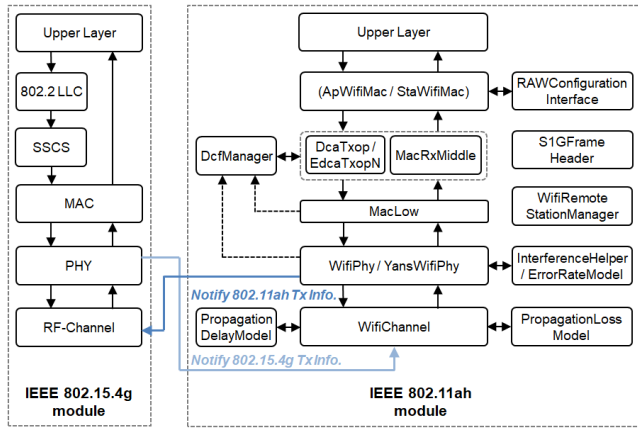 Upper Layer
802.2 LLC
SSCS
MAC
PHY
RF-Channel
IEEE 802.15.4g
module
Upper Layer
(ApWifiMac / StaWifiMac)
RAWConfiguration
Interface
DcfManager
DcaTxop /
EdcaTxopN
MacRxMiddle
S1GFrame
Header
MacLow
WifiRemote
StationManager
WifiPhy / YansWifiPhy
InterferenceHelper
/ ErrorRateModel
Notify 802.11ah Tx Info.
Propagation
DelayModel
WifiChannel
PropagationLoss
Model
Notify 802.15.4g Tx Info.
IEEE 802.11ah
module